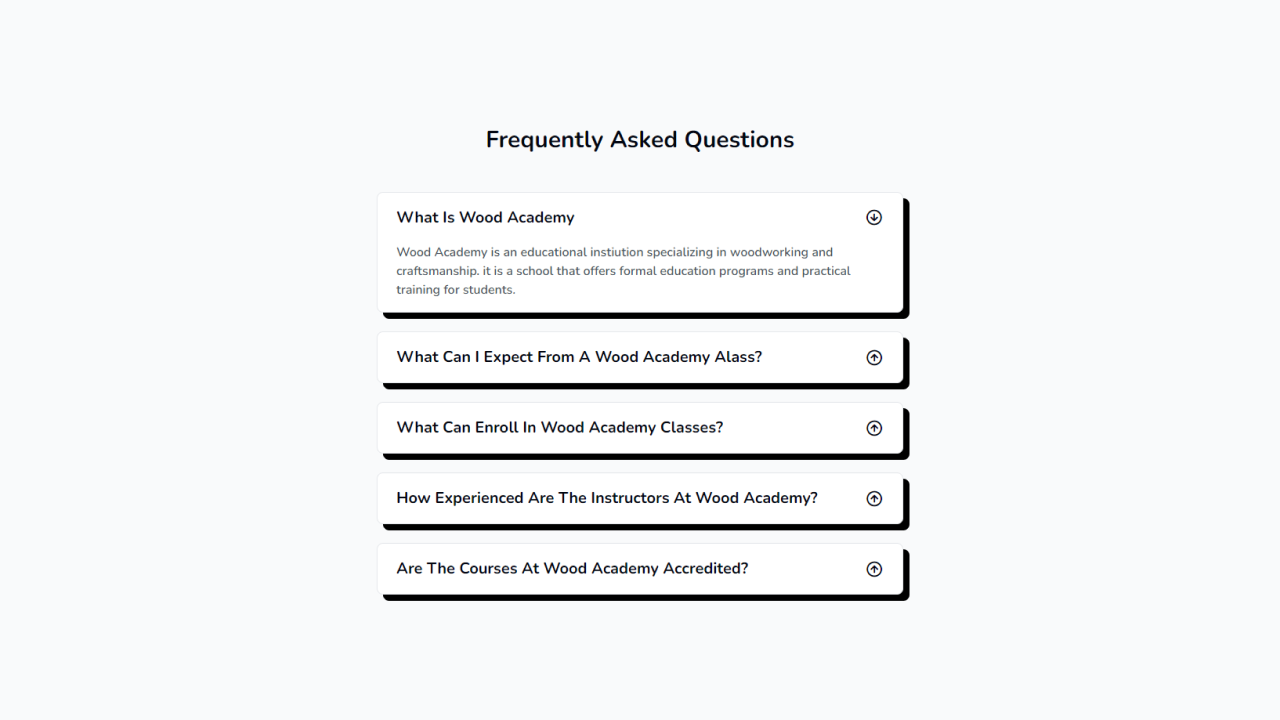 Frequently Asked Questions
What Is Wood Academy
Wood Academy is an educational instiution specializing in woodworking and
craftsmanship. it is a school that offers formal education programs and practical
training for students.
What Can I Expect From A Wood Academy Alass?
What Can Enroll In Wood Academy Classes?
How Experienced Are The Instructors At Wood Academy?
Are The Courses At Wood Academy Accredited?